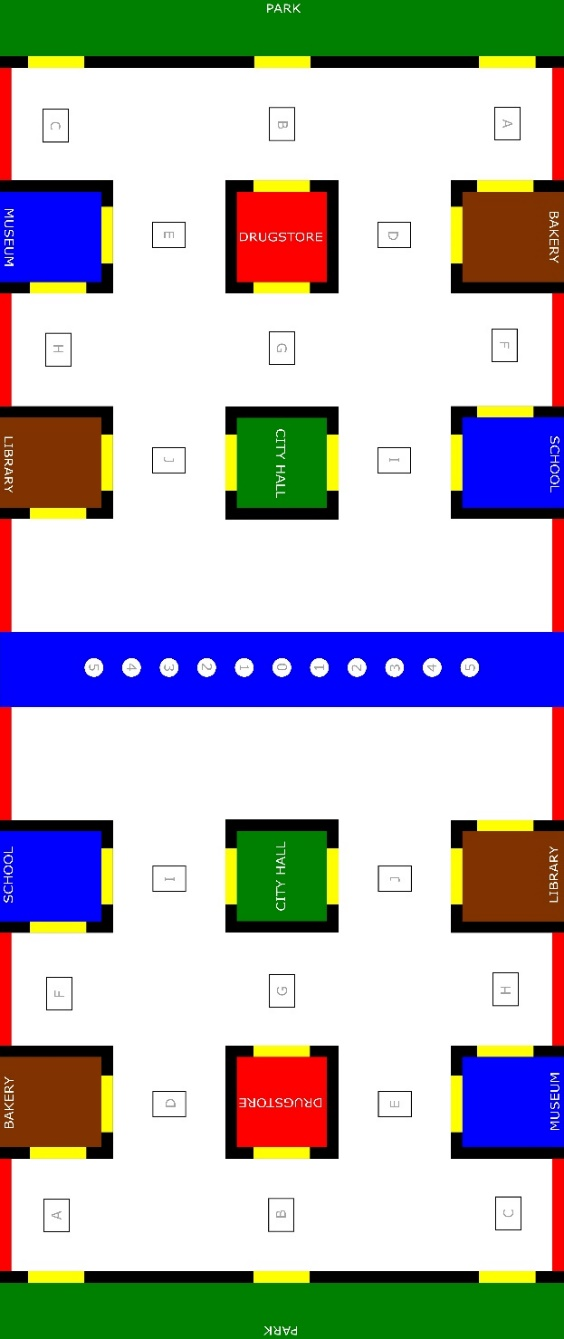 PARK
C B A
MUSEUM E DRUGSTORE D BAKERY
H G F
LIBRARY J CITY HALL I SCHOOL
5 4 3 2 1 0 1 2 3 4 5
SCHOOL I CITY HALL J LIBRARY
F G H
BAKERY D DRUGSTORE E MUSEUM
A B C
PARK